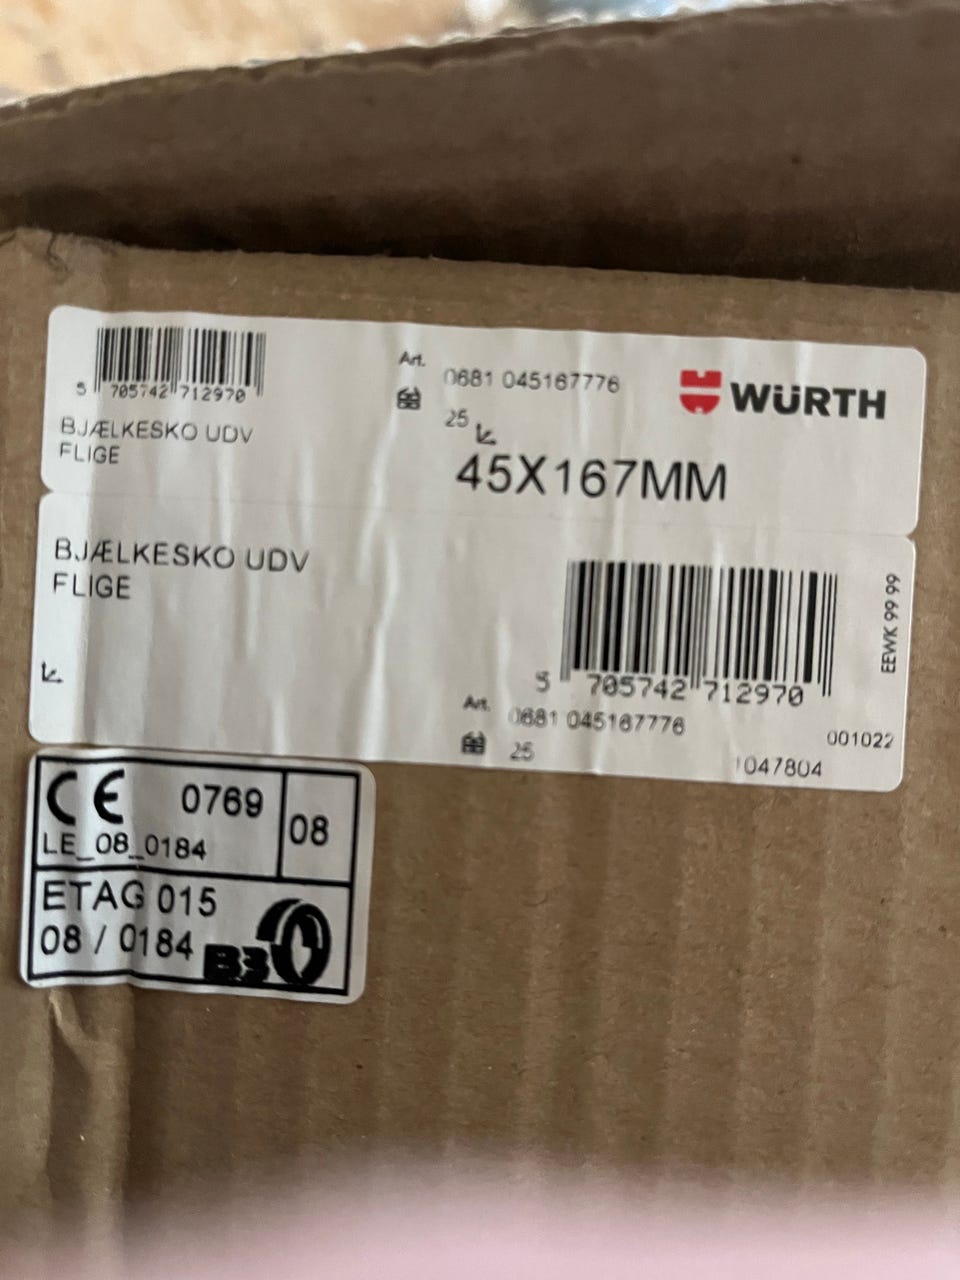 5 705742 712970
BJÆLKESKO UDV
FLIGE
Art. 0681 045167776
25
WÜRTH
45X167MM
BJÆLKESKO UDV
FLIGE
5 705742 712970
EEWK 99 99
Art. 0681 045167776
25
001022
1047804
CE 0769
08
LE_08_0184
ETAG 015
08 / 0184
B3